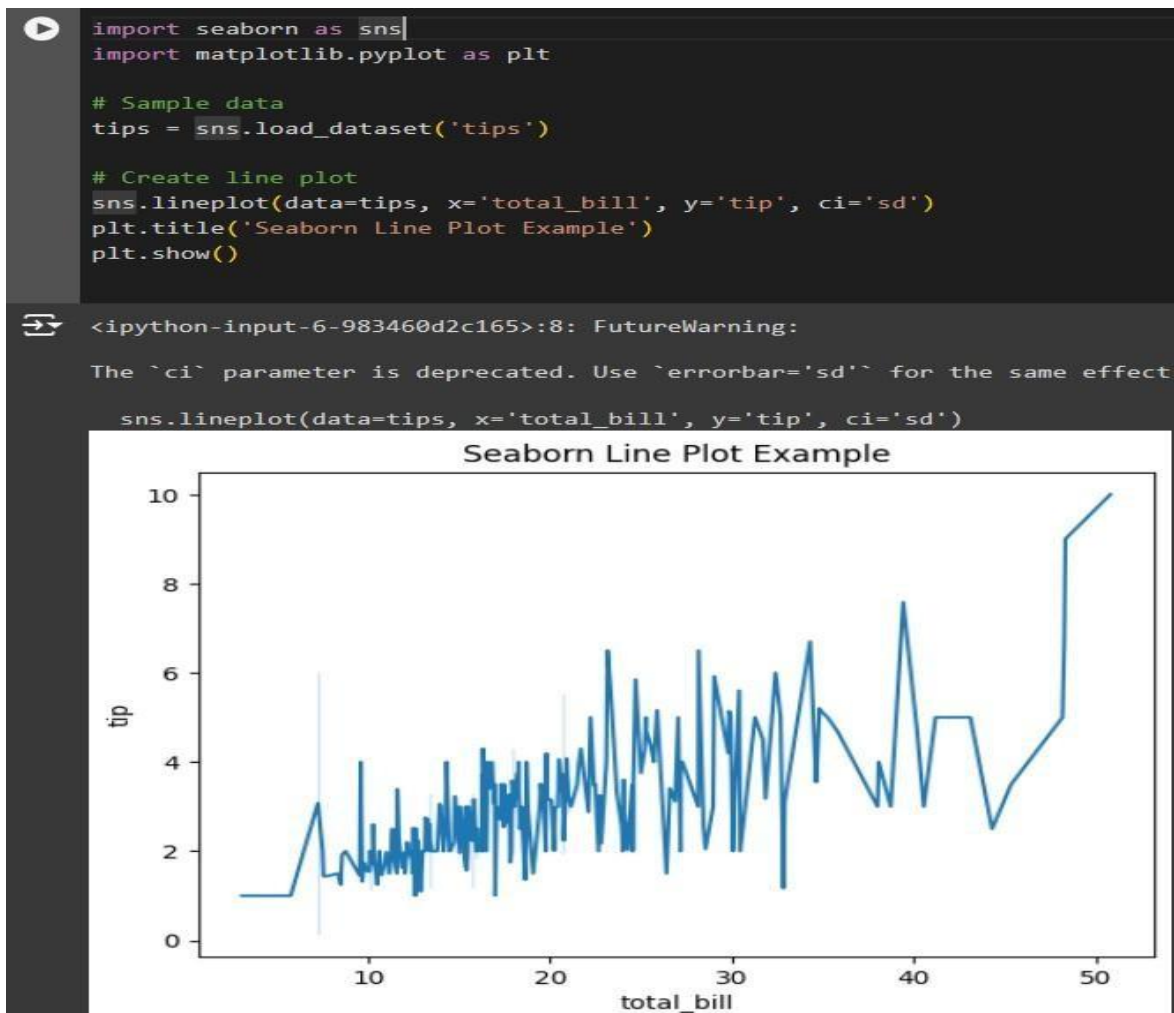 import seaborn as sns
import matplotlib.pyplot as plt
# Sample data
tips = sns.load_dataset('tips')
# Create line plot
sns.lineplot(data=tips, x='total_bill', y='tip', ci='sd')
plt.title('Seaborn Line Plot Example')
plt.show()
<ipython-input-6-983460d2c165>:8: FutureWarning:
The `ci` parameter is deprecated. Use `errorbar='sd'` for the same effect
sns.lineplot(data=tips, x='total_bill', y='tip', ci='sd')
Seaborn Line Plot Example
10
8
6
tip
4
2
0
10 20 30 40 50
total_bill